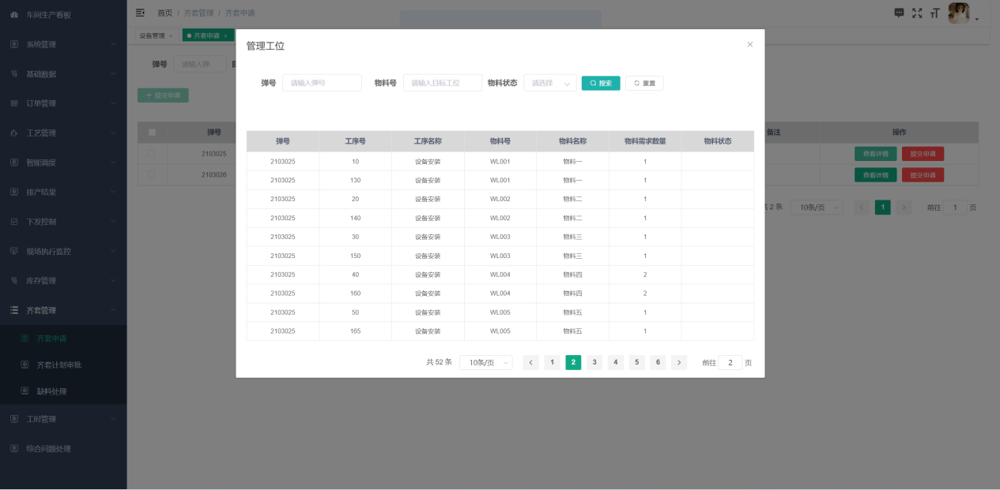 车间生产看板
系统管理
基础数据
订单管理
工艺管理
智能调度
排产结果
下发控制
现场执行监控
库存管理
齐套管理
齐套申请
齐套计划审批
缺料处理
工时管理
综合问题处理
首页 / 齐套管理 / 齐套申请
设备管理 × 齐套申请 ×
弹号 请输入弹
+ 提交申请
弹号 备注 操作
2103025 查看详情 提交申请
2103026 查看详情 提交申请
共 2 条 10条/页 < 1 > 前往 1 页
管理工位 ×
弹号 请输入弹号 物料号 请输入目标工位 物料状态 请选择 搜索 重置
弹号 工序号 工序名称 物料号 物料名称 物料需求数量 物料状态
2103025 10 设备安装 WL001 物料一 1
2103025 130 设备安装 WL001 物料一 1
2103025 20 设备安装 WL002 物料二 1
2103025 140 设备安装 WL002 物料二 1
2103025 30 设备安装 WL003 物料三 1
2103025 150 设备安装 WL003 物料三 1
2103025 40 设备安装 WL004 物料四 2
2103025 160 设备安装 WL004 物料四 2
2103025 50 设备安装 WL005 物料五 1
2103025 165 设备安装 WL005 物料五 1
共 52 条 10条/页 < 1 2 3 4 5 6 > 前往 2 页